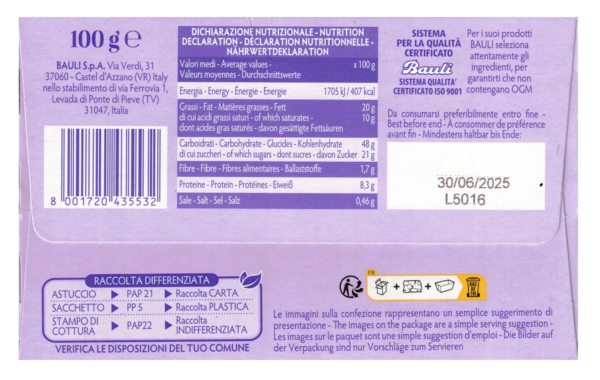 100 g ℮
BAULI S.p.A. Via Verdi, 31
37060 - Castel d'Azzano (VR) Italy
nello stabilimento di via Ferrovia 1,
Levada di Ponte di Pieve (TV)
31047, Italia
8 001720 435532
DICHIARAZIONE NUTRIZIONALE - NUTRITION
DECLARATION - DÉCLARATION NUTRITIONNELLE -
NÄHRWERTDEKLARATION
Valori medi - Average values -
Valeurs moyennes - Durchschnittswerte
x 100 g
Energia - Energy - Énergie - Energie 1705 kJ / 407 kcal
Grassi - Fat - Matières grasses - Fett 20 g
di cui acidi grassi saturi - of which saturates - 10 g
dont acides gras saturés - davon gesättigte Fettsäuren
Carboidrati - Carbohydrate - Glucides - Kohlenhydrate 48 g
di cui zuccheri - of which sugars - dont sucres - davon Zucker 21 g
Fibre - Fibre - Fibres alimentaires - Ballaststoffe 1,7 g
Proteine - Protein - Protéines - Eiweiß 8,3 g
Sale - Salt - Sel - Salz 0,46 g
SISTEMA
PER LA QUALITÀ
CERTIFICATO
Bauli
SISTEMA QUALITA'
CERTIFICATO ISO 9001
Per i suoi prodotti
BAULI seleziona
attentamente gli
ingredienti, per
garantirti che non
contengano OGM
Da consumarsi preferibilmente entro fine -
Best before end - À consommer de préférence
avant fin - Mindestens haltbar bis Ende:
30/06/2025
L5016
RACCOLTA DIFFERENZIATA
ASTUCCIO PAP 21 Raccolta CARTA
SACCHETTO PP 5 Raccolta PLASTICA
STAMPO DI
COTTURA PAP22 Raccolta
INDIFFERENZIATA
VERIFICA LE DISPOSIZIONI DEL TUO COMUNE
FR
+ +
BAC
DE
TRI
Le immagini sulla confezione rappresentano un semplice suggerimento di
presentazione - The images on the package are a simple serving suggestion -
Les images sur le paquet sont une simple suggestion d'emploi - Die Bilder auf
der Verpackung sind nur Vorschläge zum Servieren